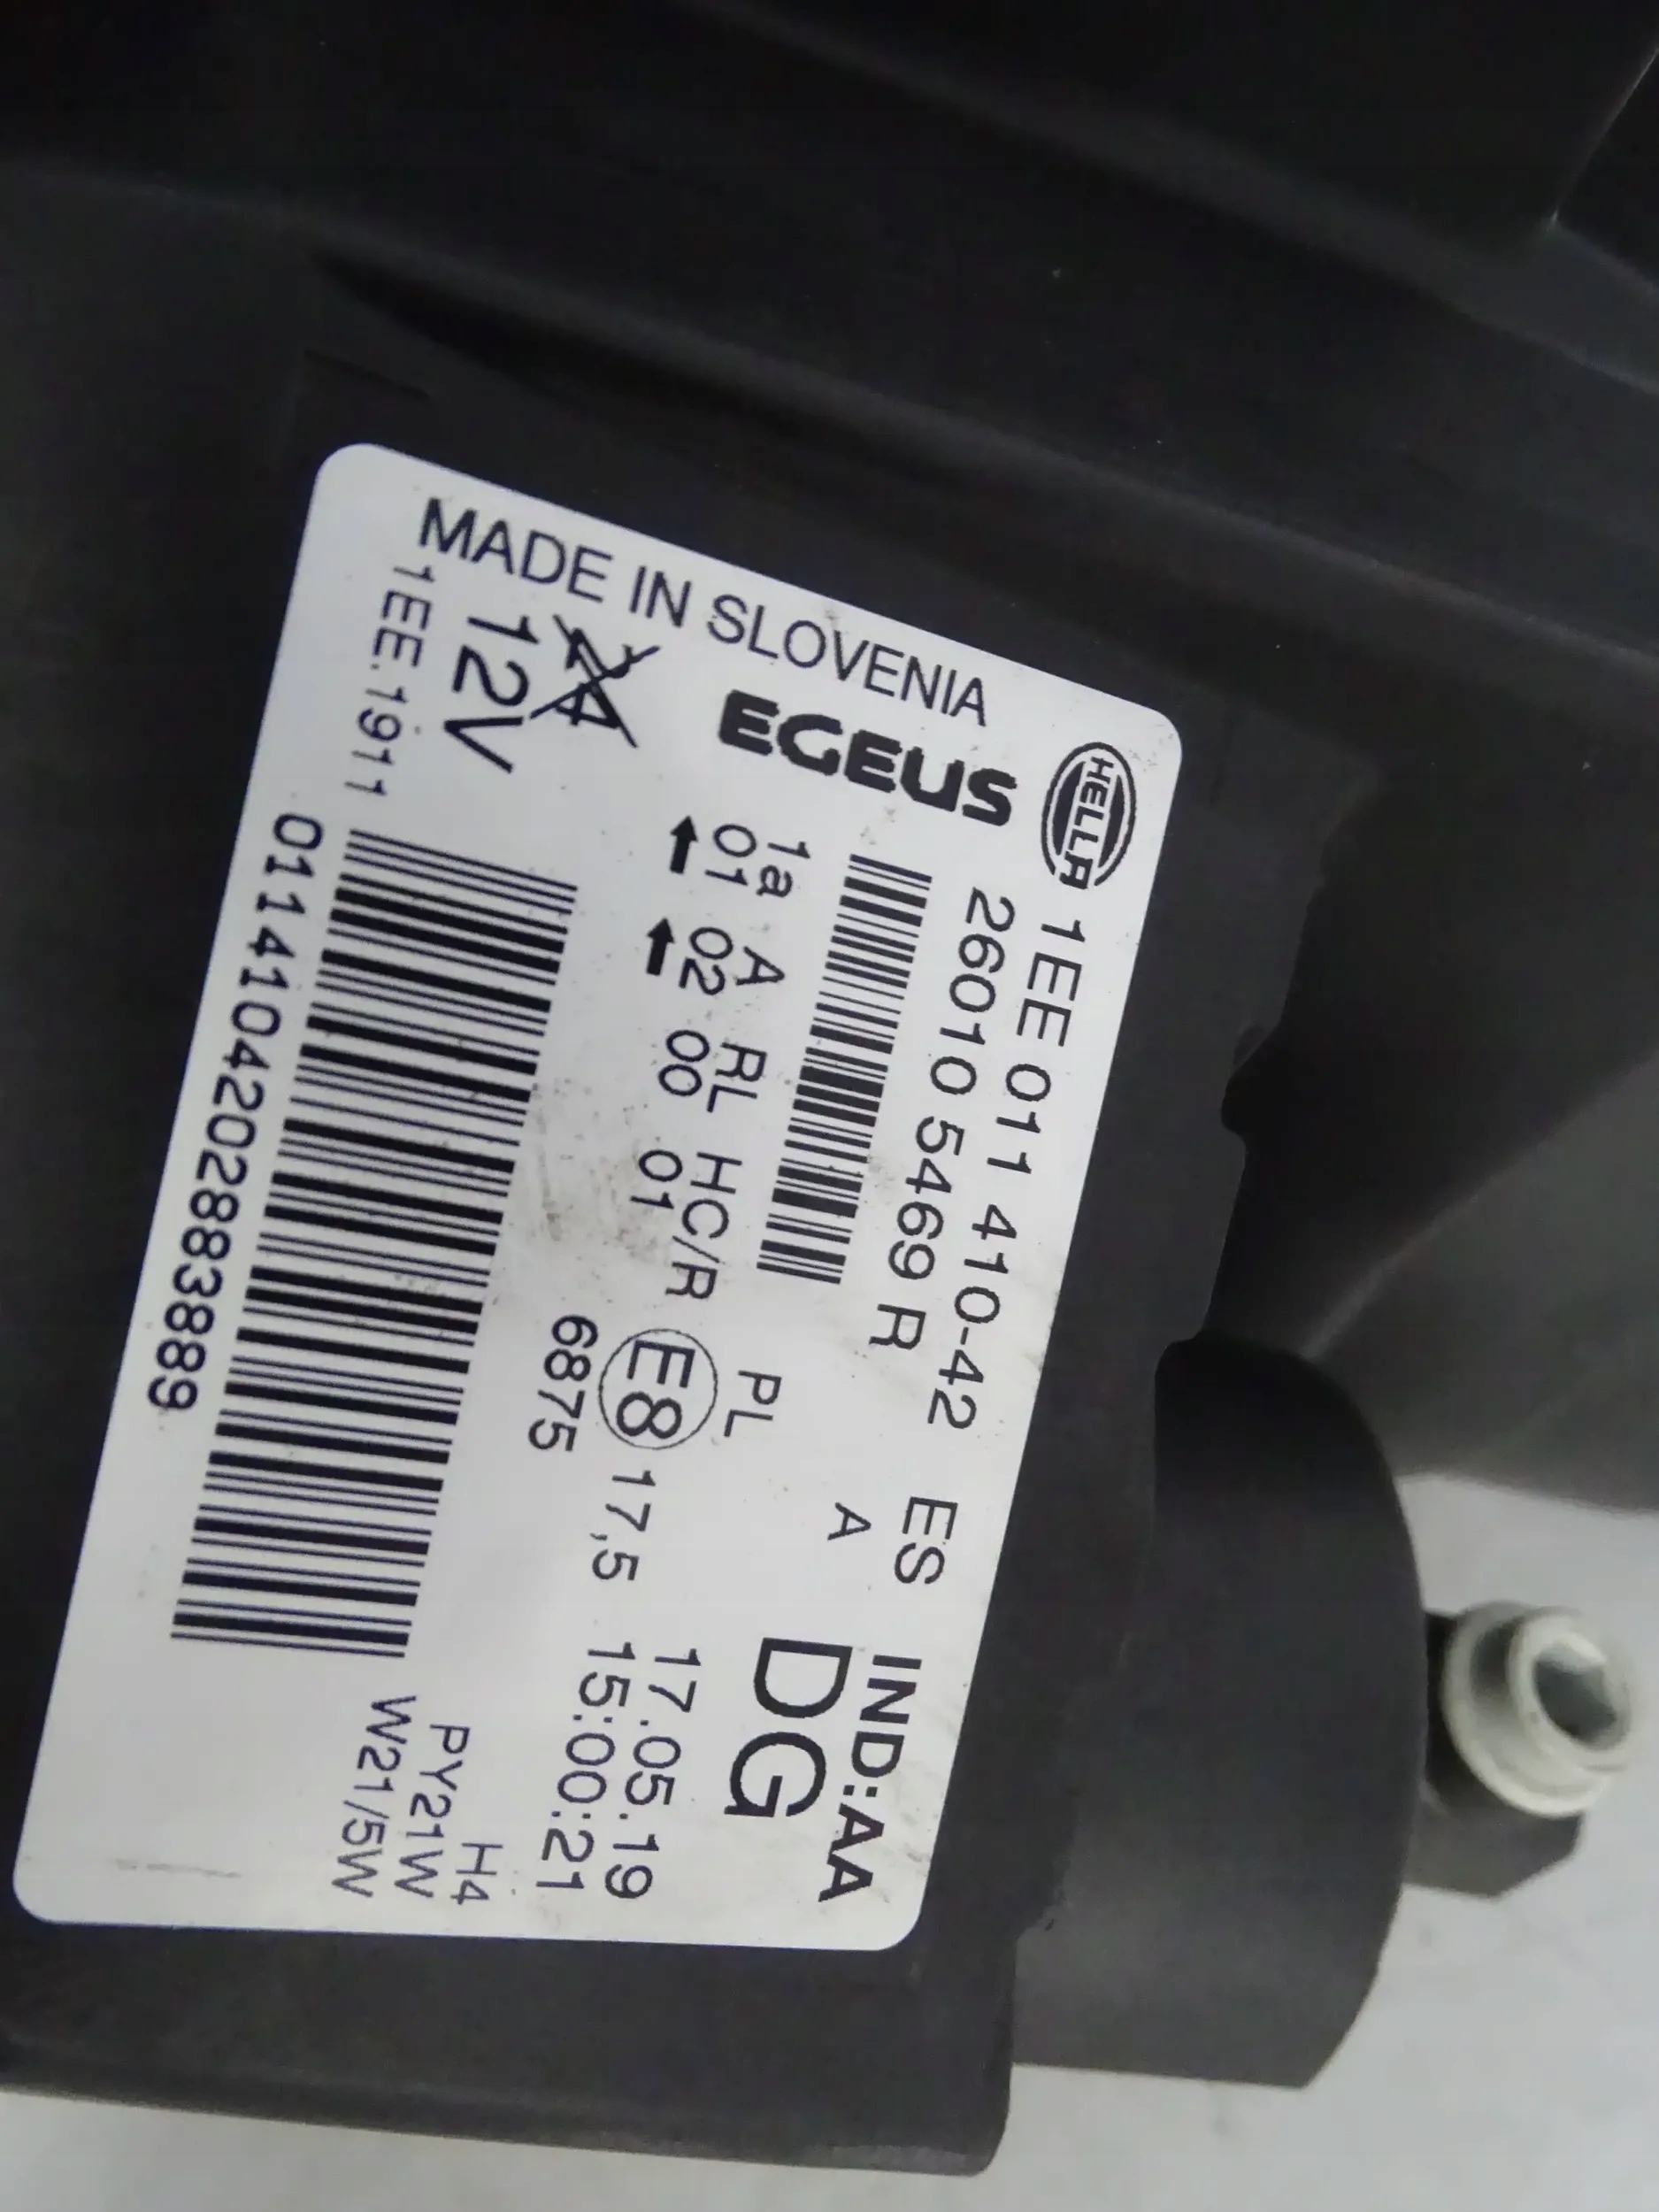 HELLA 1EE 011 410-42 ES IND:AA
26010 5469 R A DG
EGEUS
MADE IN SLOVENIA
1a A RL HC/R PL
01 02 00 01 E8 17,5 17.05.19
6875 15:00:21
24
12V
1EE.1911
H4
PY21W
W21/5W
0114104202883889